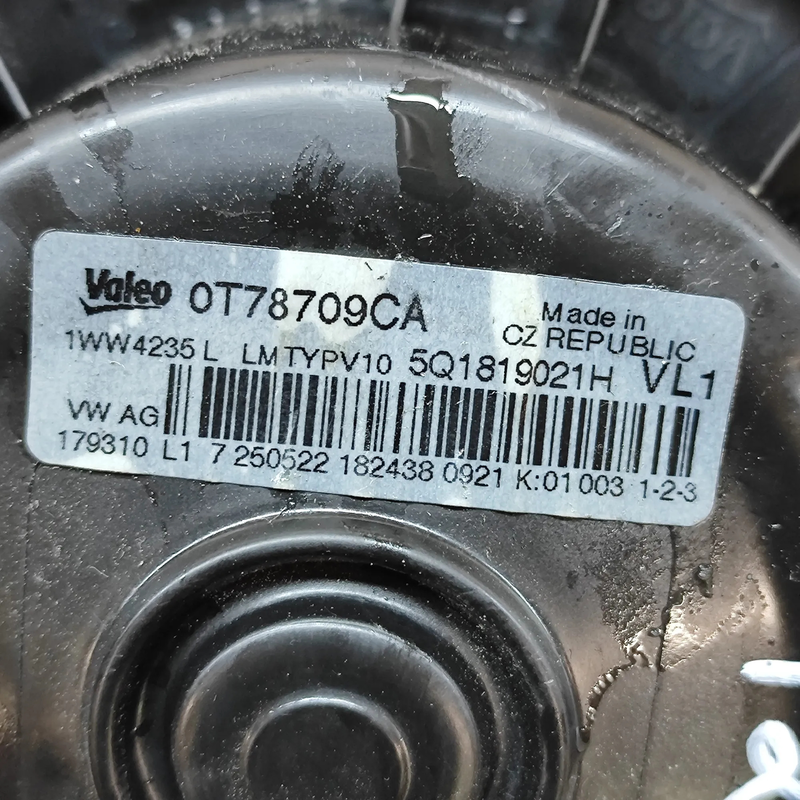 Valeo 0T78709CA Made in
CZ REPUBLIC
1WW4235 L LMTYPV10 5Q1819021H VL1
VW AG
179310 L1 7 250522 182438 0921 K:01 003 1-2-3